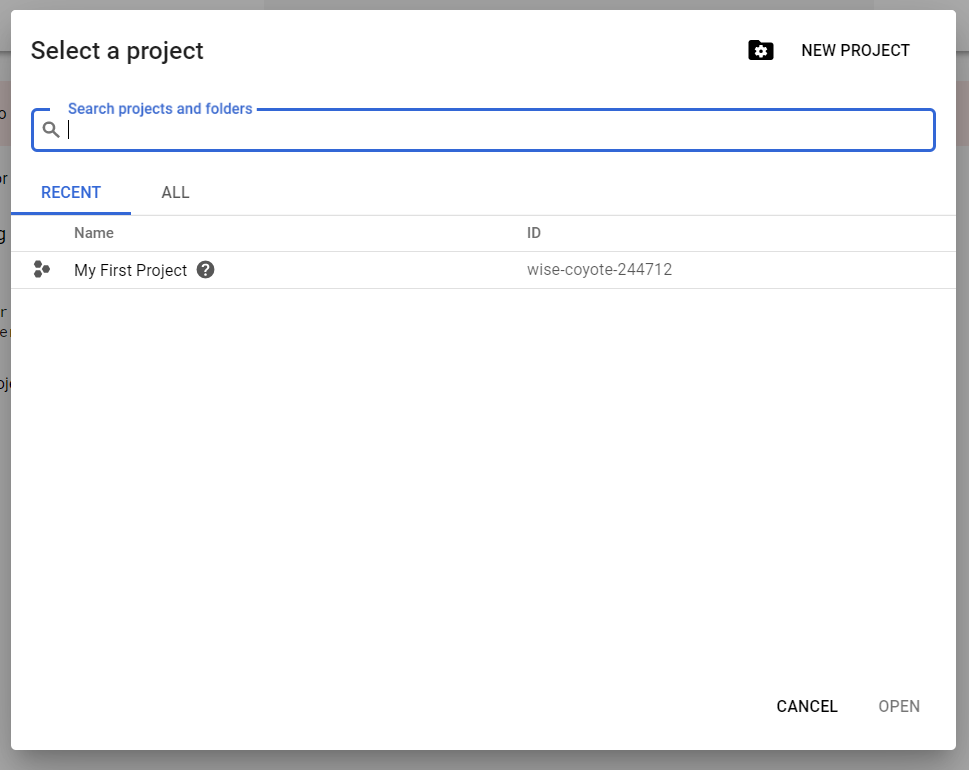 Select a project
NEW PROJECT
Search projects and folders
RECENT
ALL
Name
ID
My First Project
wise-coyote-244712
CANCEL
OPEN